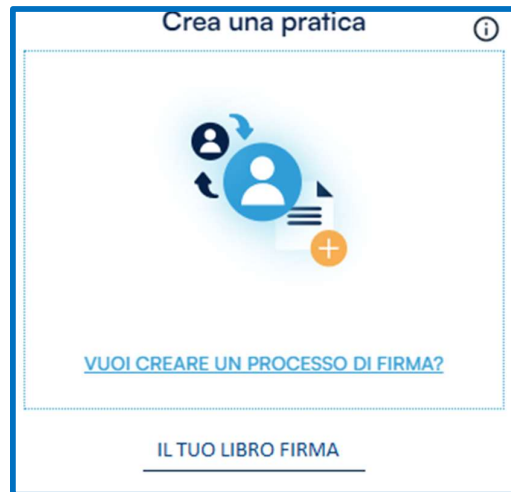 Crea una pratica
VUOI CREARE UN PROCESSO DI FIRMA?
IL TUO LIBRO FIRMA